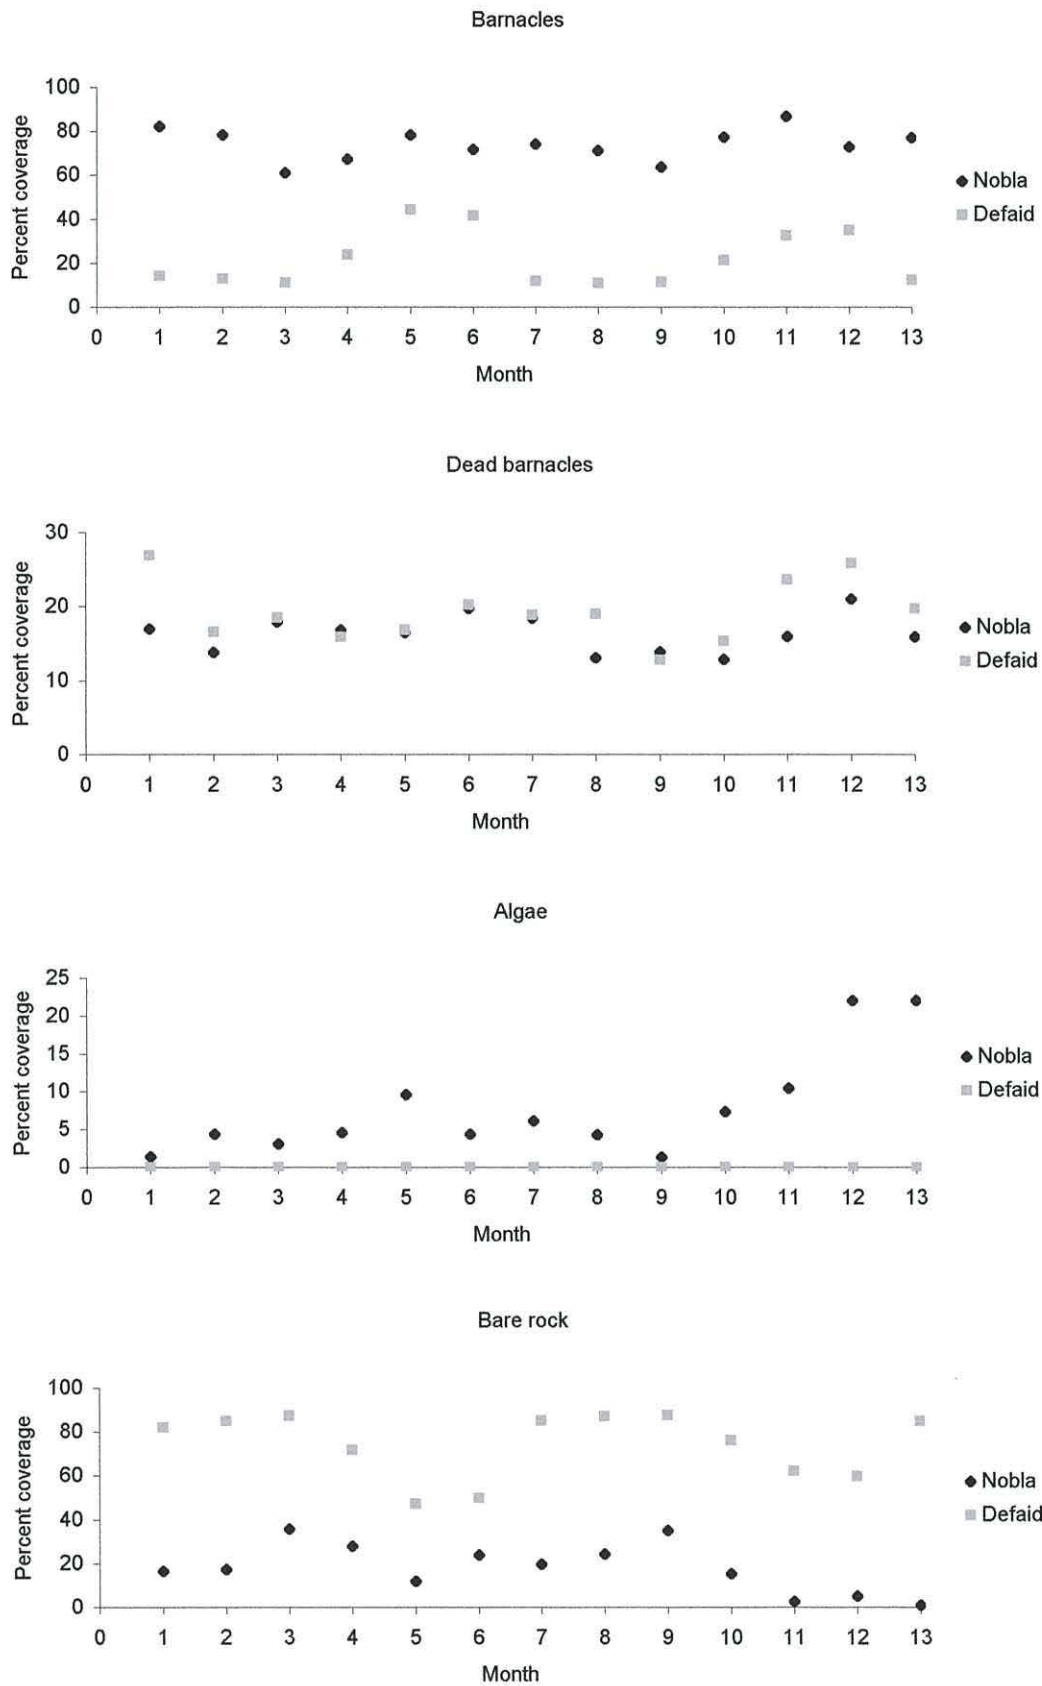 Barnacles
Percent coverage
100
80
60
40
20
0
0 1 2 3 4 5 6 7 8 9 10 11 12 13
Month
Nobla
Defaid
Dead barnacles
Percent coverage
30
20
10
0
0 1 2 3 4 5 6 7 8 9 10 11 12 13
Month
Nobla
Defaid
Algae
Percent coverage
25
20
15
10
5
0
0 1 2 3 4 5 6 7 8 9 10 11 12 13
Month
Nobla
Defaid
Bare rock
Percent coverage
100
80
60
40
20
0
0 1 2 3 4 5 6 7 8 9 10 11 12 13
Month
Nobla
Defaid